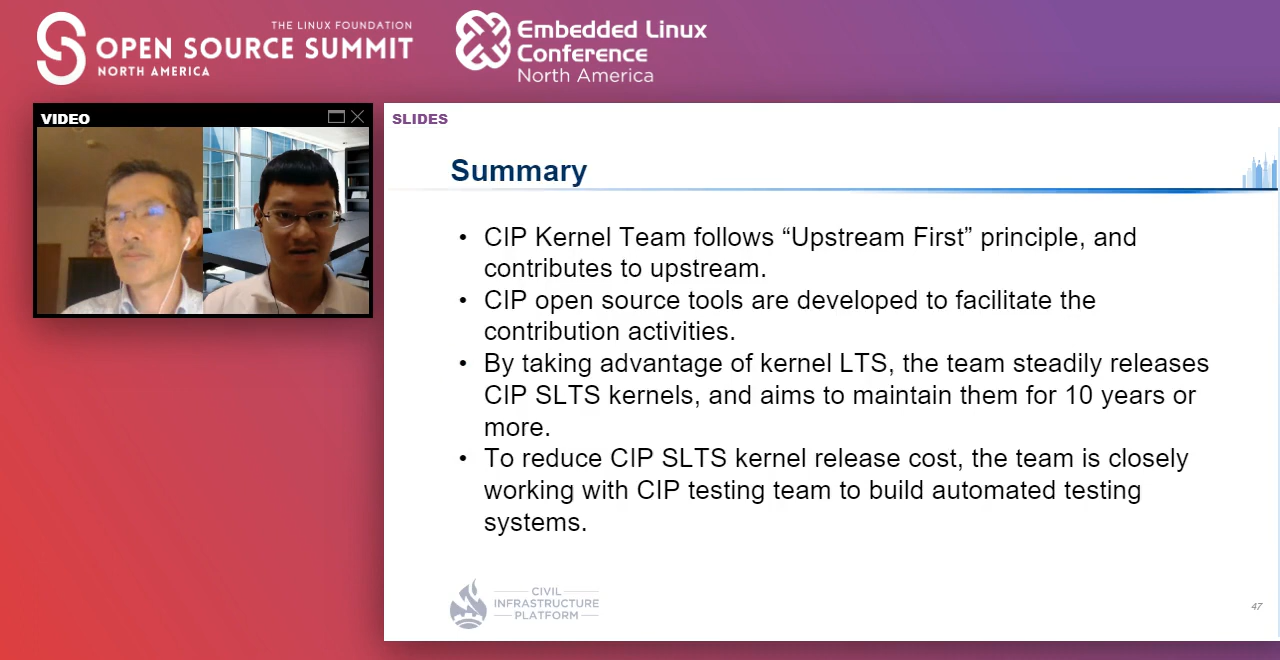 THE LINUX FOUNDATION
OPEN SOURCE SUMMIT
NORTH AMERICA
Embedded Linux
Conference
North America
VIDEO
SLIDES
Summary
• CIP Kernel Team follows “Upstream First” principle, and
contributes to upstream.
• CIP open source tools are developed to facilitate the
contribution activities.
• By taking advantage of kernel LTS, the team steadily releases
CIP SLTS kernels, and aims to maintain them for 10 years or
more.
• To reduce CIP SLTS kernel release cost, the team is closely
working with CIP testing team to build automated testing
systems.
CIVIL
INFRASTRUCTURE
PLATFORM
47